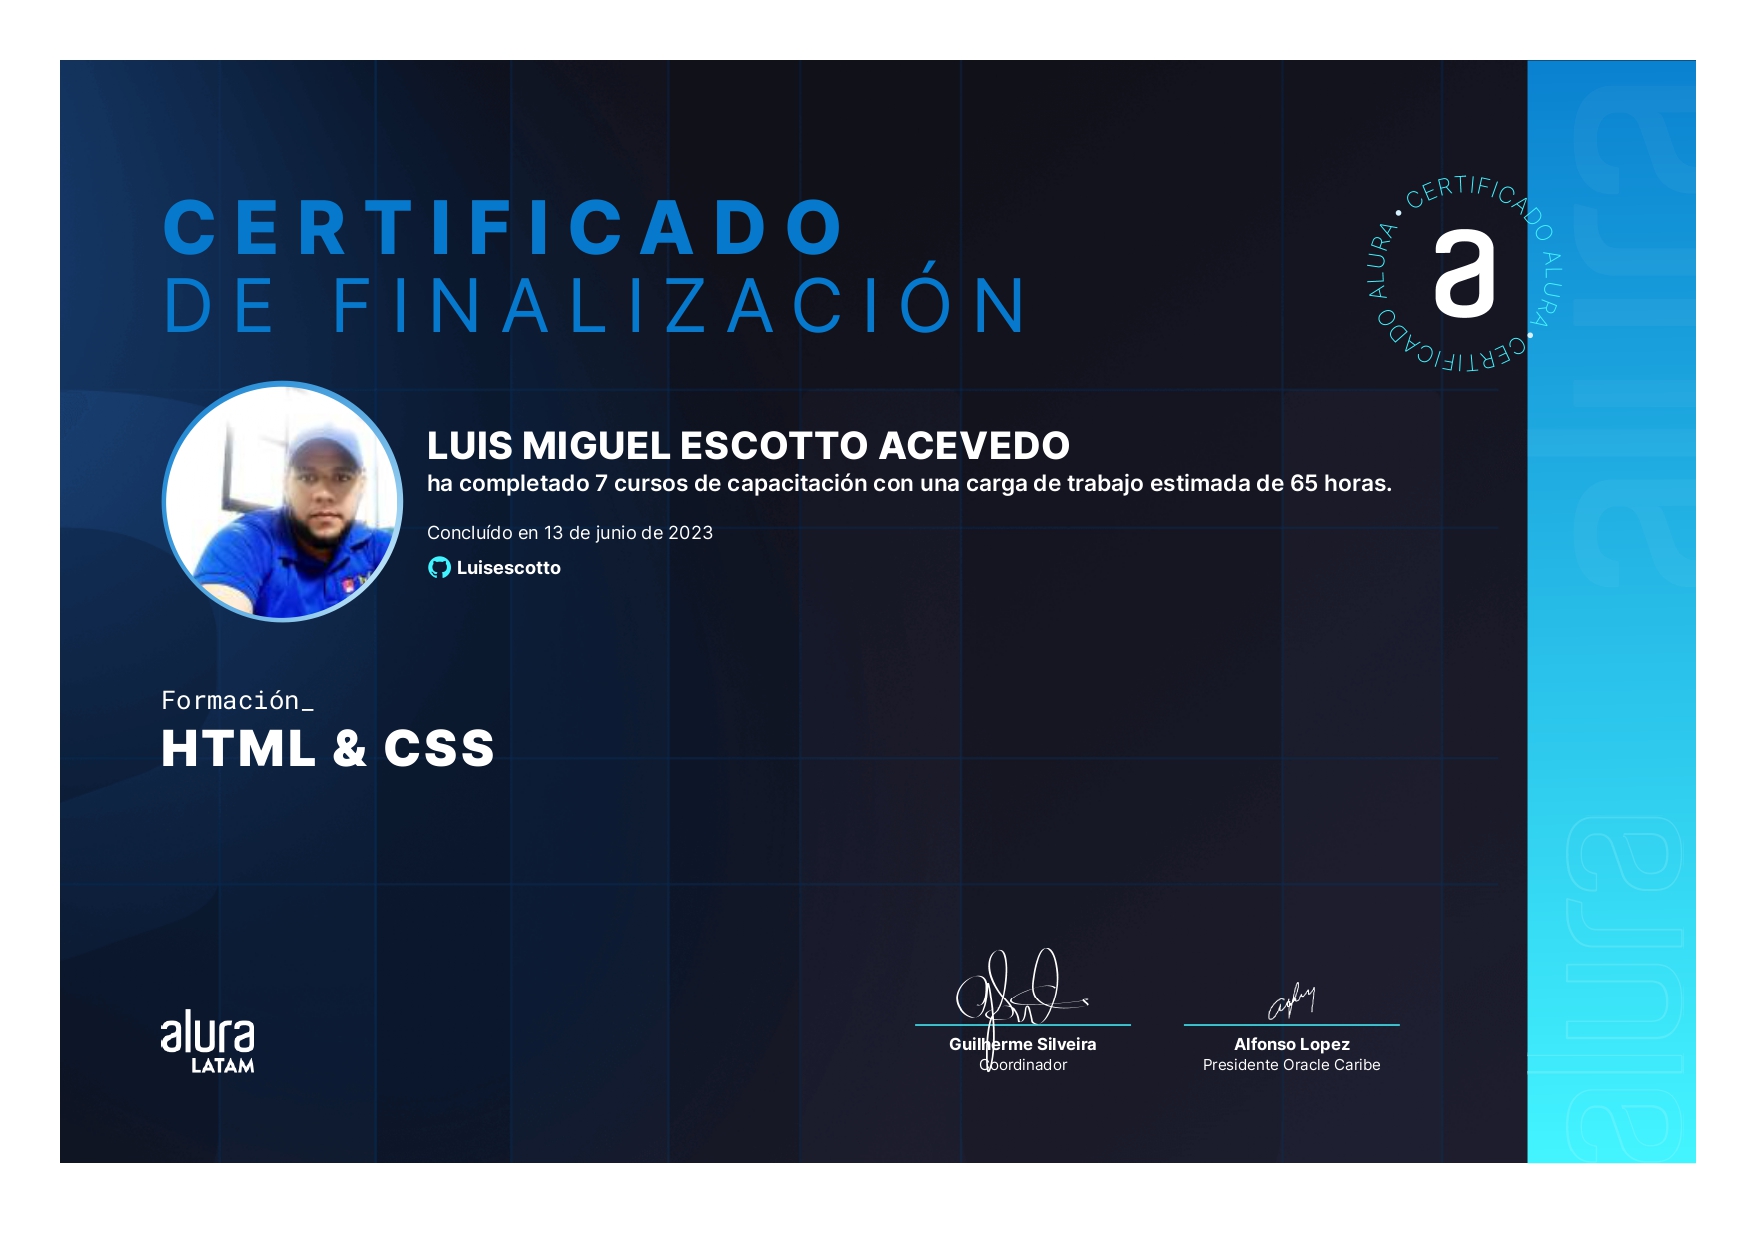 CERTIFICADO
DE FINALIZACIÓN
CERTIFICADO ALURA • CERTIFICADO ALURA •
a
LUIS MIGUEL ESCOTTO ACEVEDO
ha completado 7 cursos de capacitación con una carga de trabajo estimada de 65 horas.
Concluído en 13 de junio de 2023
Luisescotto
Formación_
HTML & CSS
alura
LATAM
Guilherme Silveira
Coordinador
Alfonso Lopez
Presidente Oracle Caribe
alura
alura